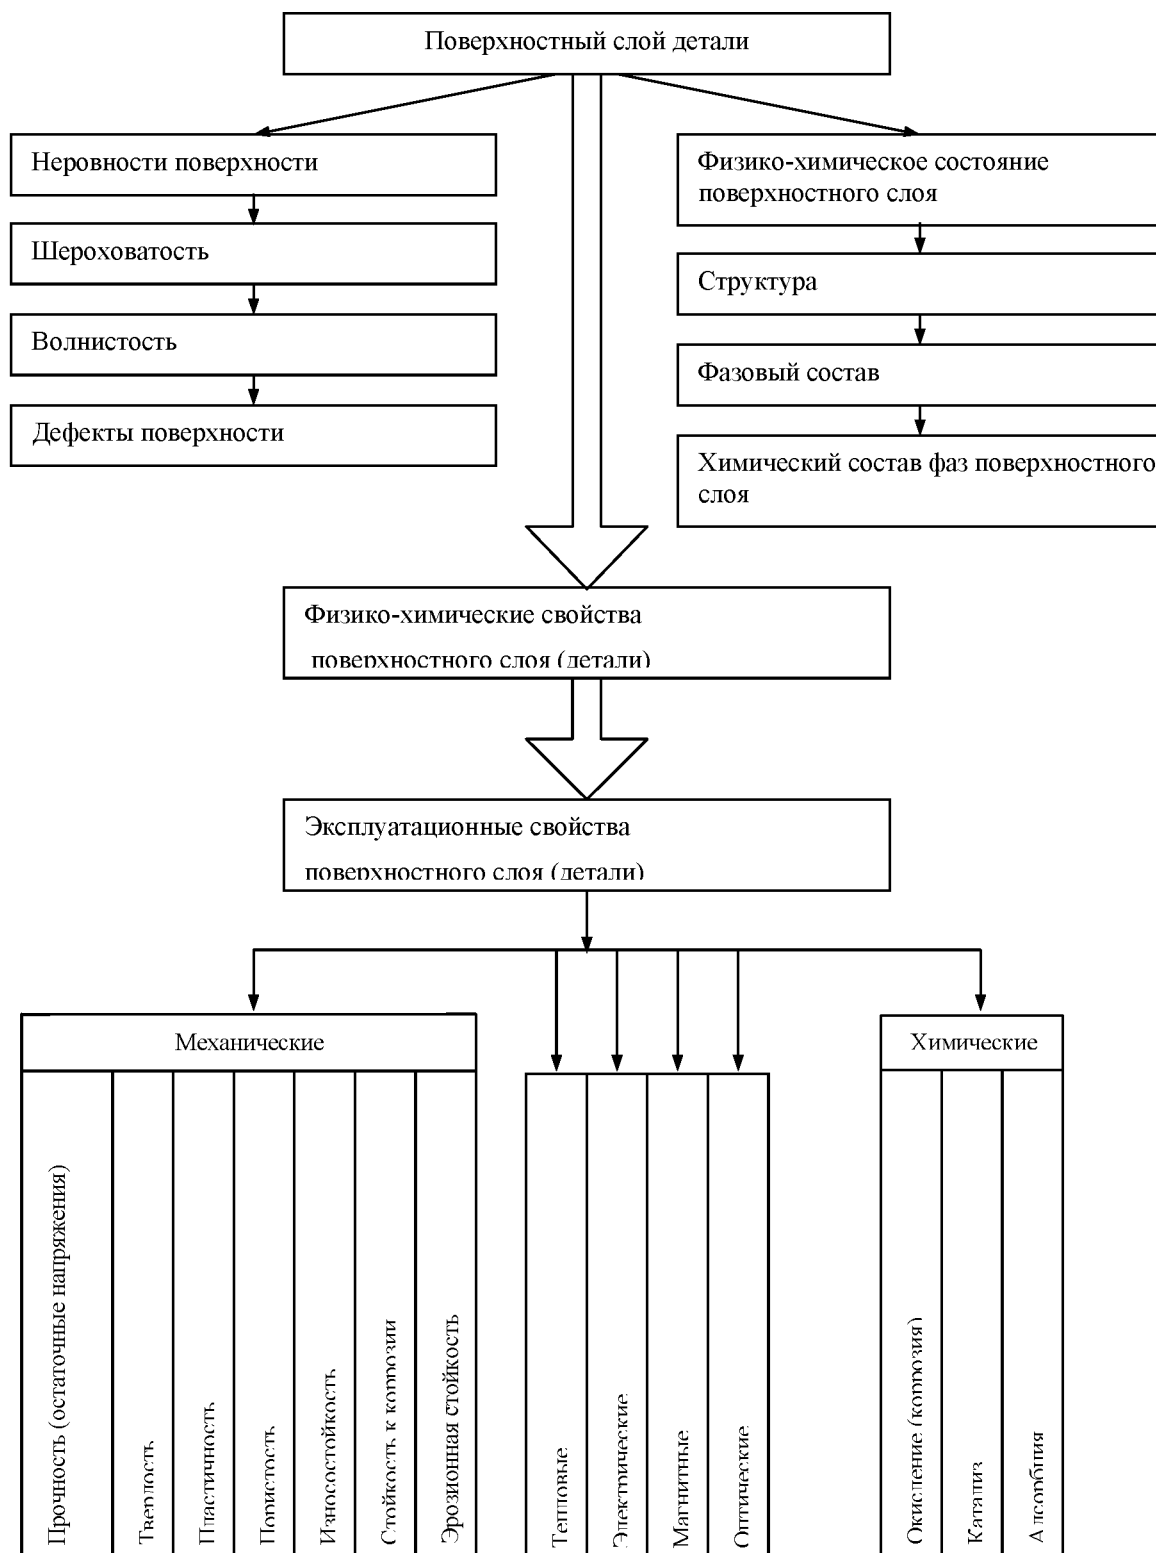 Поверхностный слой детали
Неровности поверхности
Шероховатость
Волнистость
Дефекты поверхности
Физико-химическое состояние
поверхностного слоя
Структура
Фазовый состав
Химический состав фаз поверхностного
слоя
Физико-химические свойства
поверхностного слоя (детали)
Эксплуатационные свойства
поверхностного слоя (детали)
Механические
Прочность (остаточные напряжения)
Твердость
Пластичность
Пористость
Износостойкость
Стойкость к коррозии
Эрозионная стойкость
Тепловые
Электрические
Магнитные
Оптические
Химические
Окисление (коррозия)
Катализ
Адсорбция